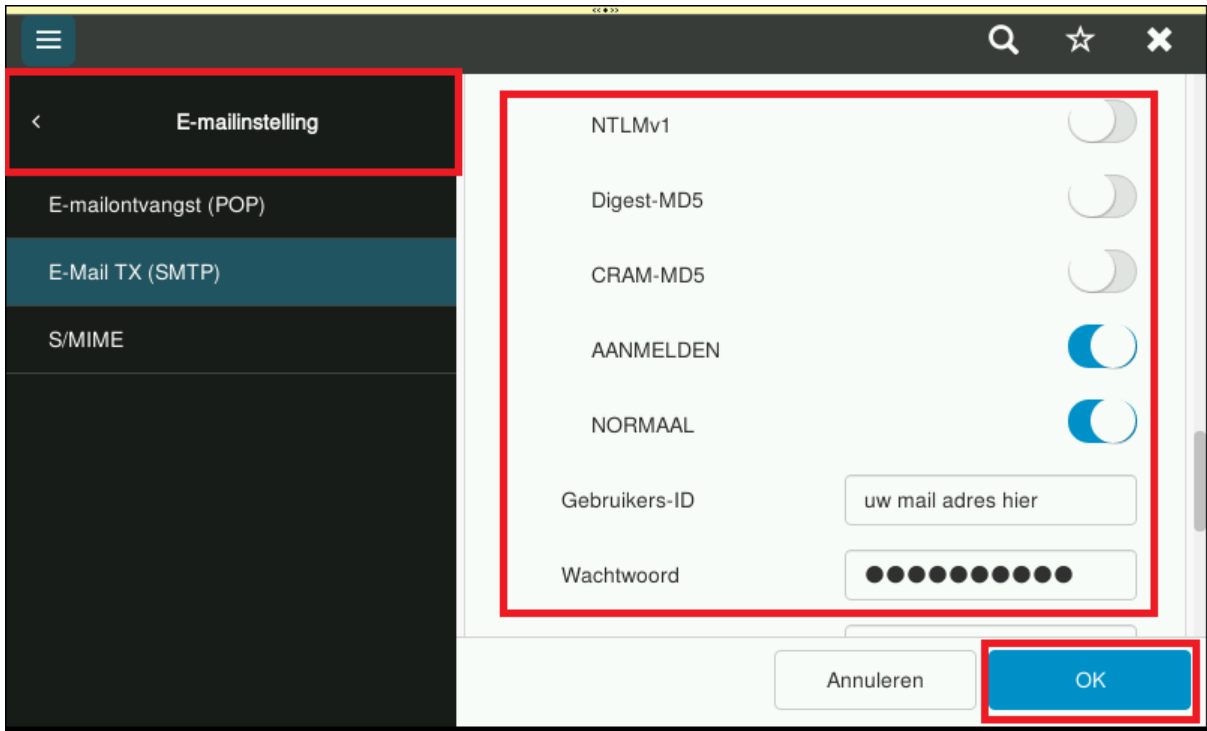 E-mailinstelling
E-mailontvangst (POP)
E-Mail TX (SMTP)
S/MIME
NTLMv1
Digest-MD5
CRAM-MD5
AANMELDEN
NORMAAL
Gebruikers-ID
uw mail adres hier
Wachtwoord
●●●●●●●●●●
Annuleren
OK